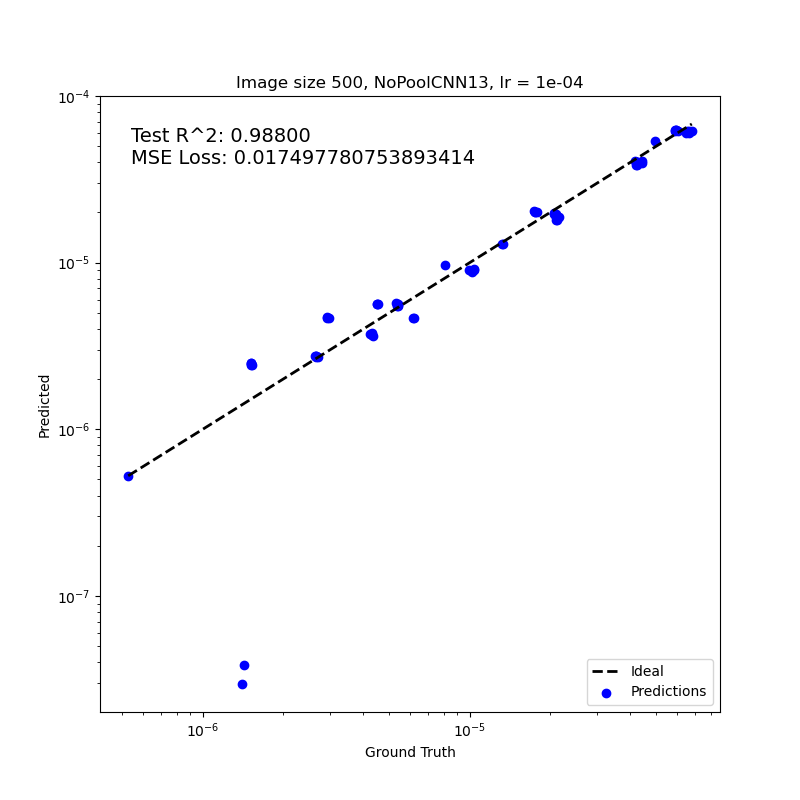 Image size 500, NoPoolCNN13, lr = 1e-04
Test R^2: 0.98800
MSE Loss: 0.017497780753893414
10⁻⁴
10⁻⁵
10⁻⁶
10⁻⁷
Predicted
10⁻⁶
10⁻⁵
Ground Truth
Ideal
Predictions